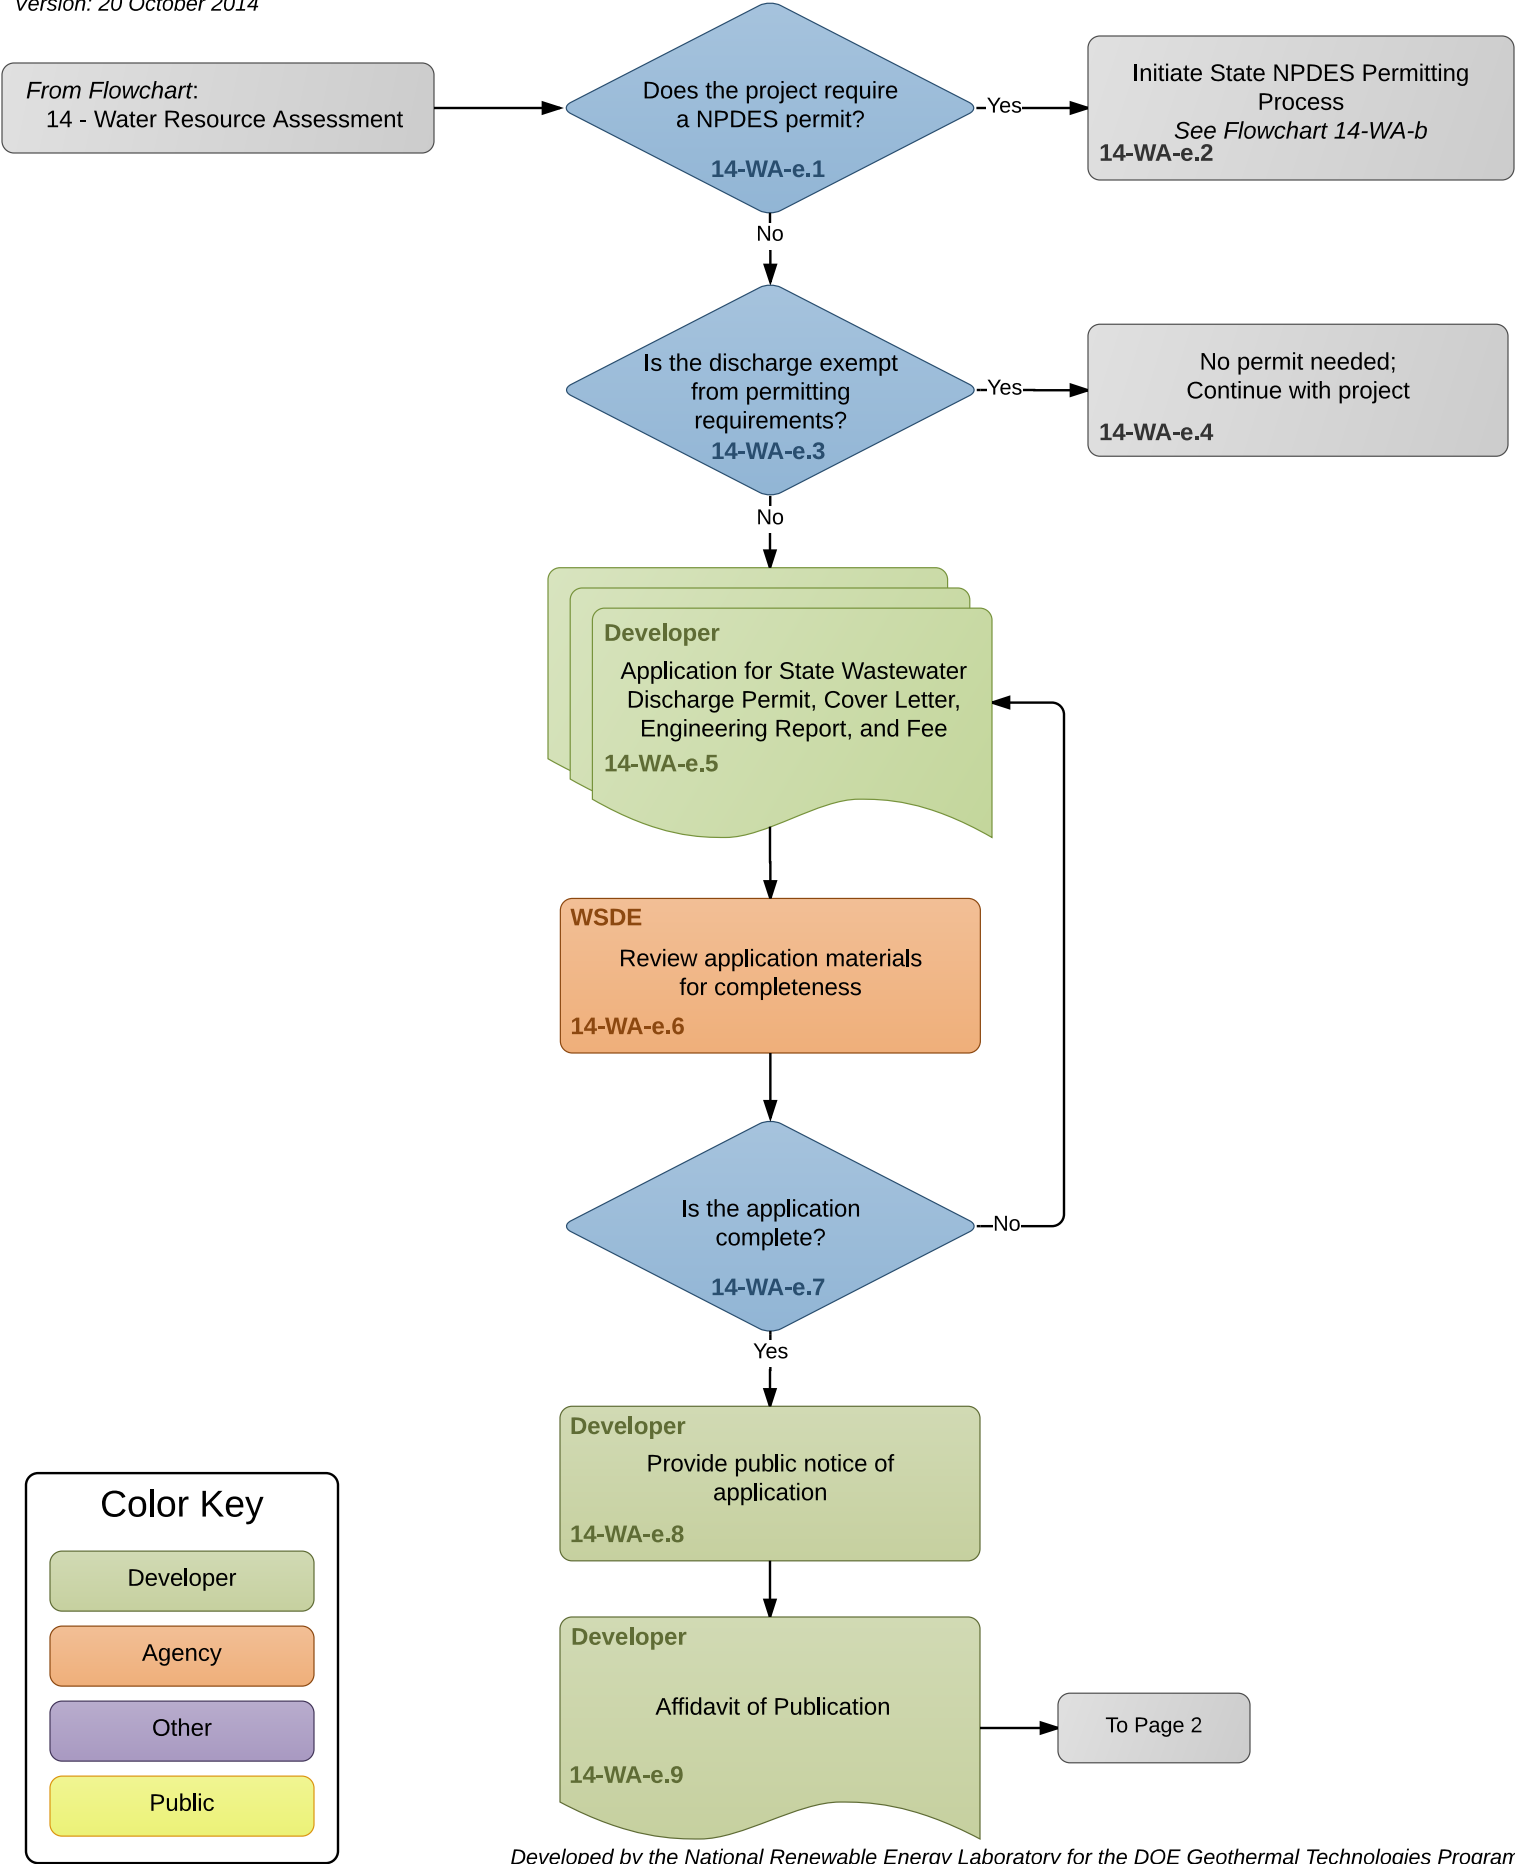 Version: 20 October 2014
From Flowchart:
14 - Water Resource Assessment
Does the project require
a NPDES permit?
14-WA-e.1
Yes
Initiate State NPDES Permitting
Process
See Flowchart 14-WA-b
14-WA-e.2
No
Is the discharge exempt
from permitting
requirements?
14-WA-e.3
Yes
No permit needed;
Continue with project
14-WA-e.4
No
Developer
Application for State Wastewater
Discharge Permit, Cover Letter,
Engineering Report, and Fee
14-WA-e.5
WSDE
Review application materials
for completeness
14-WA-e.6
Is the application
complete?
14-WA-e.7
No
Yes
Developer
Provide public notice of
application
14-WA-e.8
Developer
Affidavit of Publication
14-WA-e.9
To Page 2
Color Key
Developer
Agency
Other
Public
Developed by the National Renewable Energy Laboratory for the DOE Geothermal Technologies Program